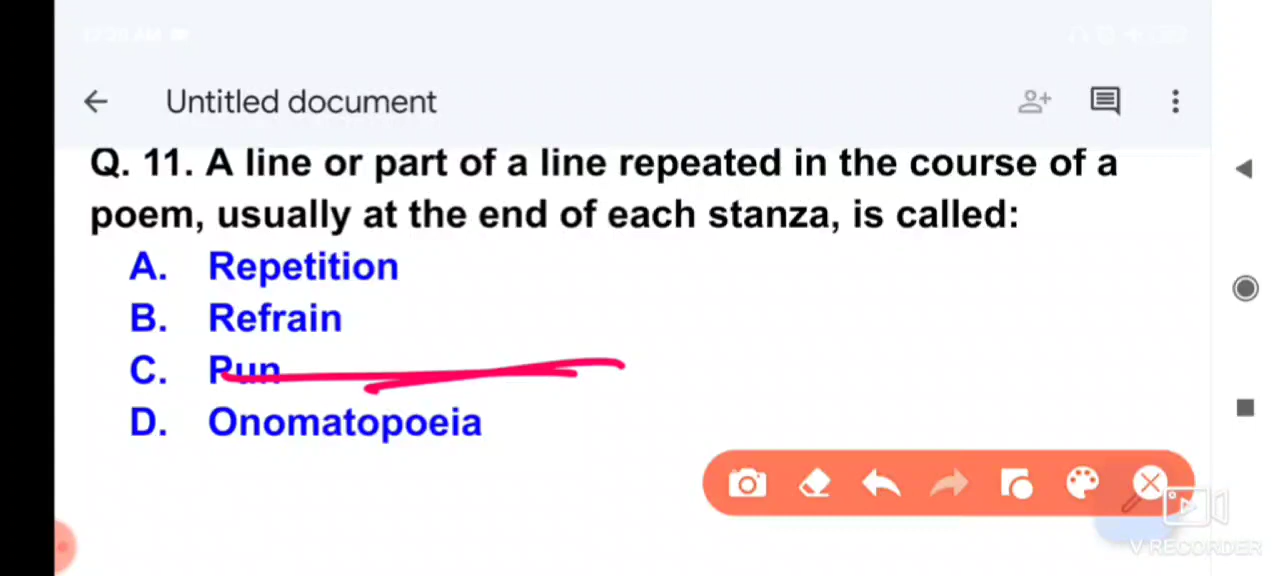 Untitled document
Q. 11. A line or part of a line repeated in the course of a
poem, usually at the end of each stanza, is called:
A. Repetition
B. Refrain
C. Pun
D. Onomatopoeia
V RECORDER